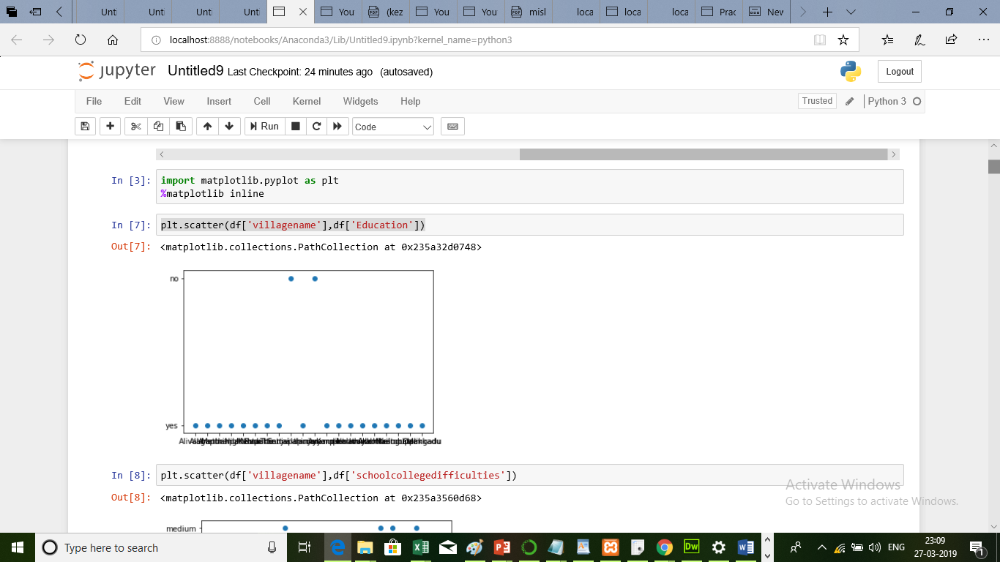 Unti
Unti
Unti
Unti
You
(kez
You
You
misl
loca
loca
loca
Prac
Nev
localhost:8888/notebooks/Anaconda3/Lib/Untitled9.ipynb?kernel_name=python3
jupyter Untitled9 Last Checkpoint: 24 minutes ago (autosaved)
Logout
File Edit View Insert Cell Kernel Widgets Help
Trusted Python 3
Run Code
In [3]: import matplotlib.pyplot as plt
%matplotlib inline
In [7]: plt.scatter(df['villagename'],df['Education'])
Out[7]: <matplotlib.collections.PathCollection at 0x235a32d0748>
no
yes
In [8]: plt.scatter(df['villagename'],df['schoolcollegedifficulties'])
Out[8]: <matplotlib.collections.PathCollection at 0x235a3560d68>
medium
Activate Windows
Go to Settings to activate Windows.
Type here to search
ENG
23:09
27-03-2019
1